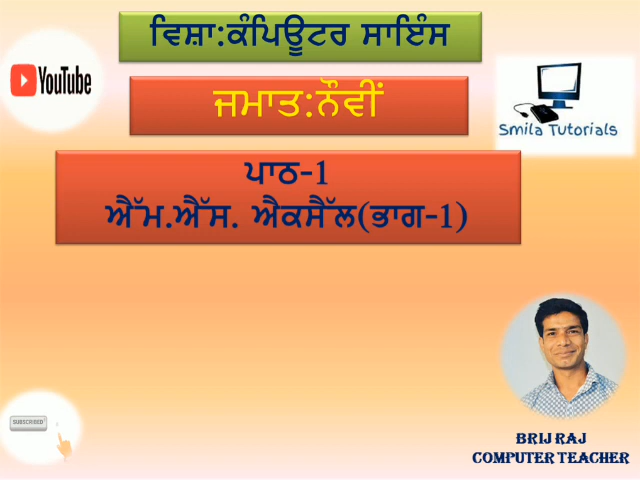 ਵਿਸ਼ਾ:ਕੰਪਿਊਟਰ ਸਾਇੰਸ
YouTube
ਜਮਾਤ:ਨੌਵੀਂ
Smila Tutorials
ਪਾਠ-1
ਐੱਮ.ਐੱਸ. ਐਕਸੈੱਲ(ਭਾਗ-1)
SUBSCRIBED
BRIJ RAJ
COMPUTER TEACHER